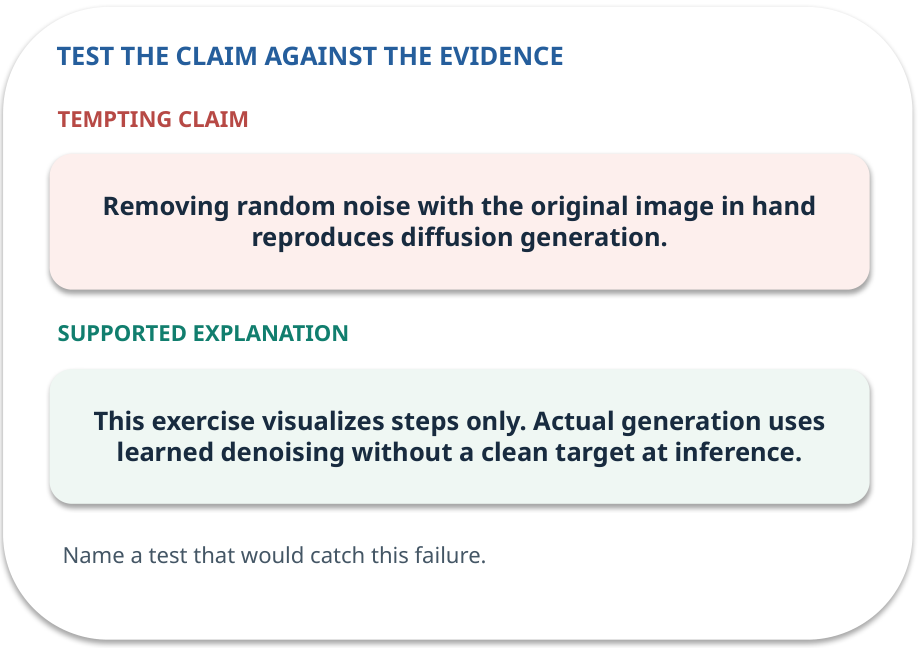 TEST THE CLAIM AGAINST THE EVIDENCE
TEMPTING CLAIM
Removing random noise with the original image in hand
reproduces diffusion generation.
SUPPORTED EXPLANATION
This exercise visualizes steps only. Actual generation uses
learned denoising without a clean target at inference.
Name a test that would catch this failure.